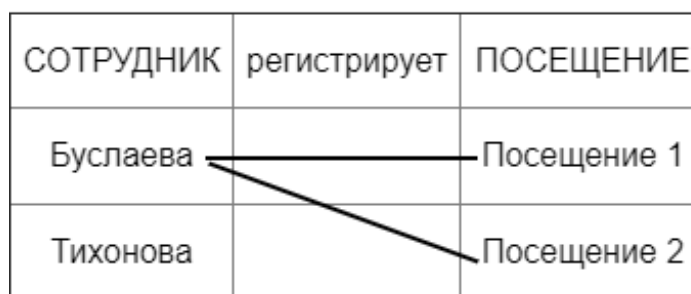 СОТРУДНИК регистрирует ПОСЕЩЕНИЕ
Буслаева Посещение 1
Тихонова Посещение 2